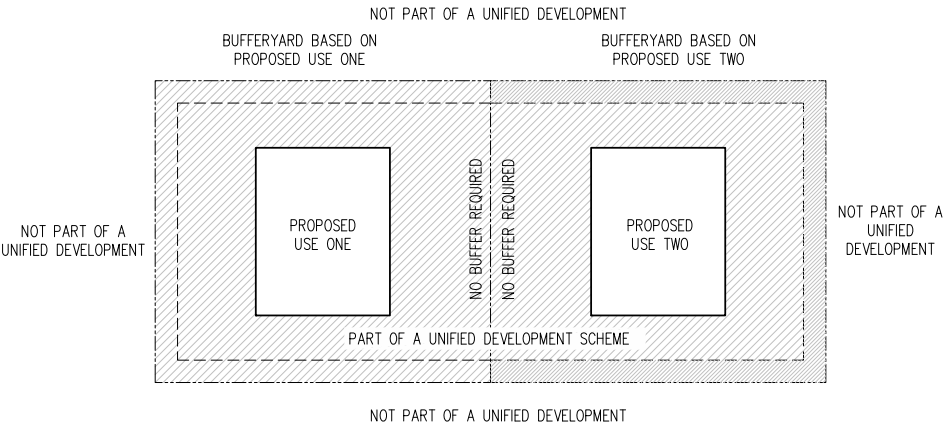 NOT PART OF A UNIFIED DEVELOPMENT
BUFFERYARD BASED ON
PROPOSED USE ONE
BUFFERYARD BASED ON
PROPOSED USE TWO
NOT PART OF A
UNIFIED DEVELOPMENT
PROPOSED
USE ONE
NO BUFFER REQUIRED
NO BUFFER REQUIRED
PROPOSED
USE TWO
NOT PART OF A
UNIFIED
DEVELOPMENT
PART OF A UNIFIED DEVELOPMENT SCHEME
NOT PART OF A UNIFIED DEVELOPMENT